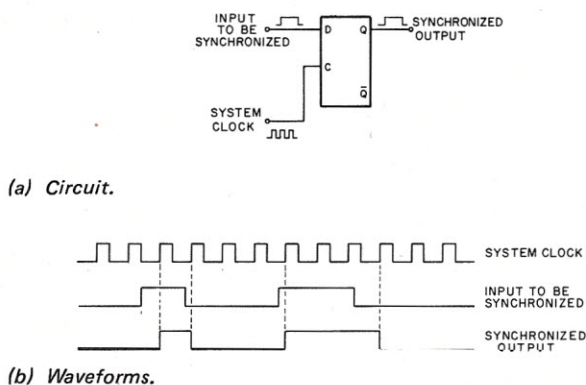 INPUT
TO BE
SYNCHRONIZED
D
Q
SYNCHRONIZED
OUTPUT
C
Q̅
SYSTEM
CLOCK
(a) Circuit.
SYSTEM CLOCK
INPUT TO BE
SYNCHRONIZED
SYNCHRONIZED
OUTPUT
(b) Waveforms.